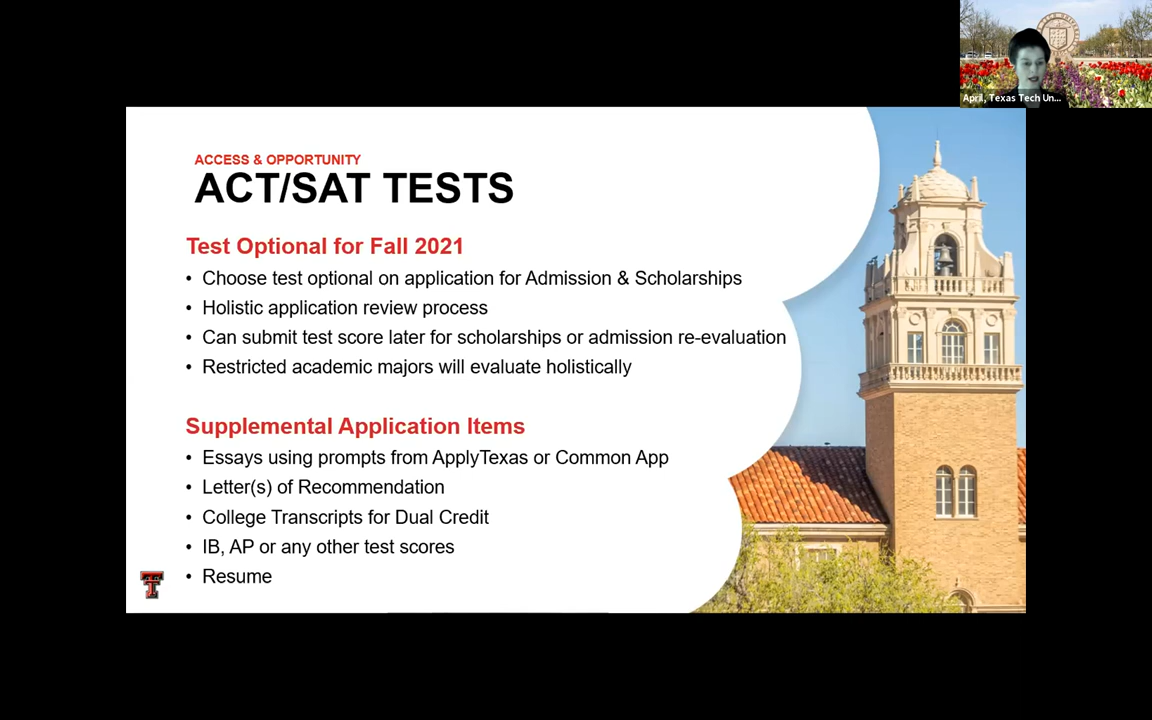 April, Texas Tech Un...
ACCESS & OPPORTUNITY
ACT/SAT TESTS
Test Optional for Fall 2021
• Choose test optional on application for Admission & Scholarships
• Holistic application review process
• Can submit test score later for scholarships or admission re-evaluation
• Restricted academic majors will evaluate holistically
Supplemental Application Items
• Essays using prompts from ApplyTexas or Common App
• Letter(s) of Recommendation
• College Transcripts for Dual Credit
• IB, AP or any other test scores
• Resume